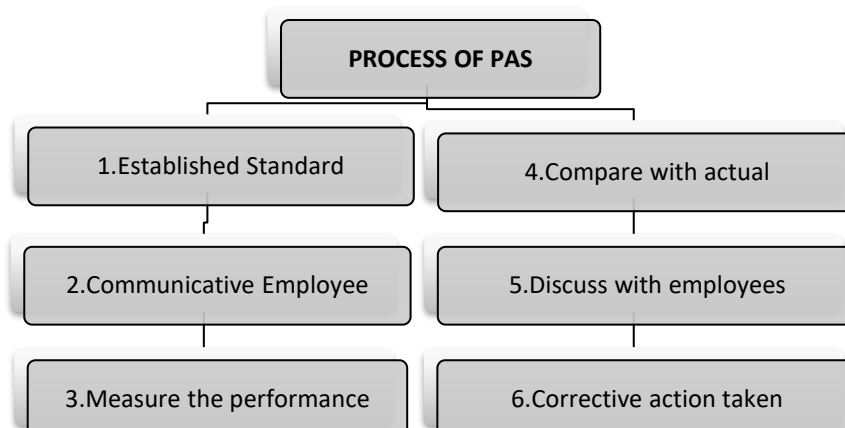 PROCESS OF PAS
1.Established Standard
2.Communicative Employee
3.Measure the performance
4.Compare with actual
5.Discuss with employees
6.Corrective action taken